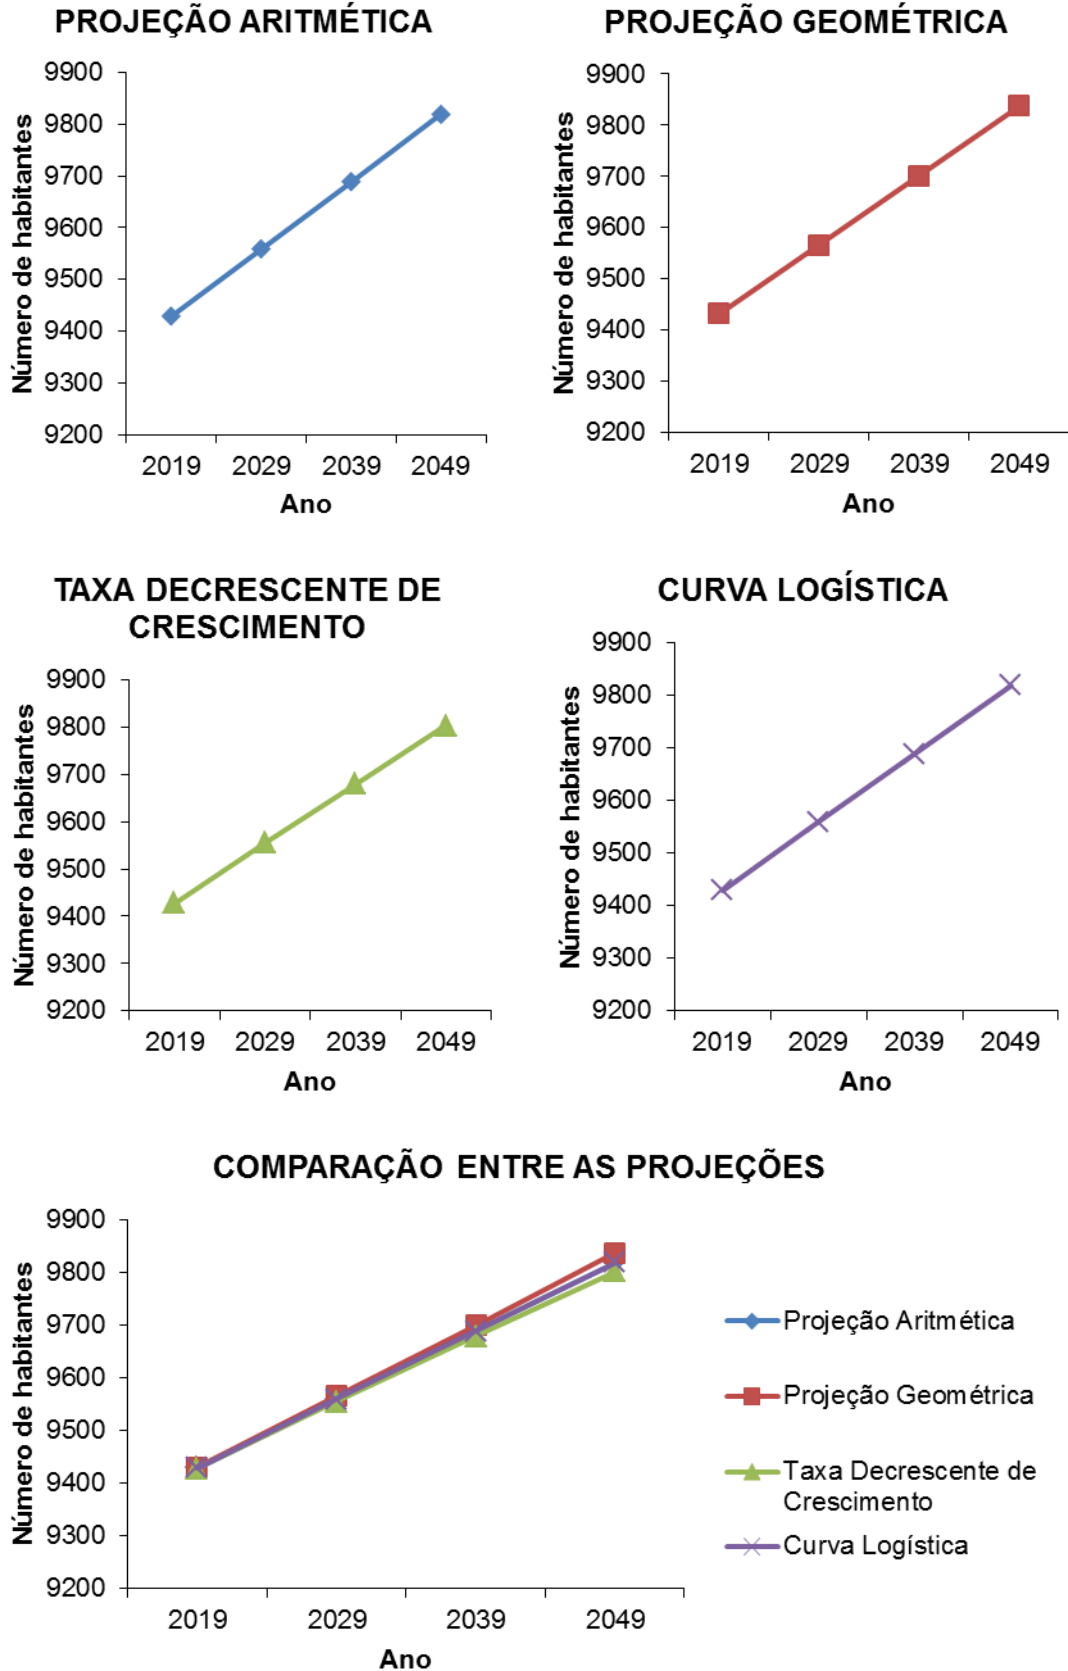 PROJEÇÃO ARITMÉTICA
Número de habitantes
9900
9800
9700
9600
9500
9400
9300
9200
2019 2029 2039 2049
Ano
PROJEÇÃO GEOMÉTRICA
Número de habitantes
9900
9800
9700
9600
9500
9400
9300
9200
2019 2029 2039 2049
Ano
TAXA DECRESCENTE DE
CRESCIMENTO
Número de habitantes
9900
9800
9700
9600
9500
9400
9300
9200
2019 2029 2039 2049
Ano
CURVA LOGÍSTICA
Número de habitantes
9900
9800
9700
9600
9500
9400
9300
9200
2019 2029 2039 2049
Ano
COMPARAÇÃO ENTRE AS PROJEÇÕES
Número de habitantes
9900
9800
9700
9600
9500
9400
9300
9200
2019 2029 2039 2049
Ano
Projeção Aritmética
Projeção Geométrica
Taxa Decrescente de
Crescimento
Curva Logística